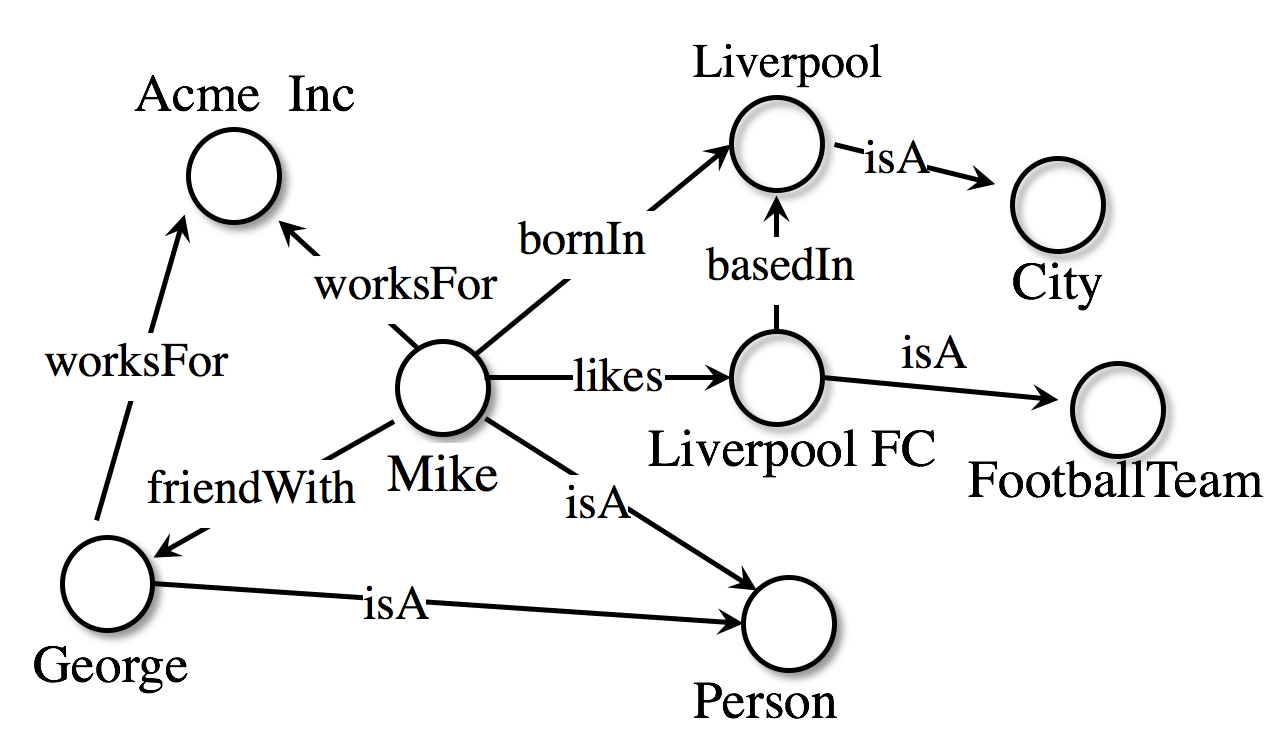 Liverpool
Acme Inc
isA
bornIn
basedIn
City
worksFor
isA
worksFor
likes
Liverpool FC
Mike
FootballTeam
friendWith
isA
isA
George
Person